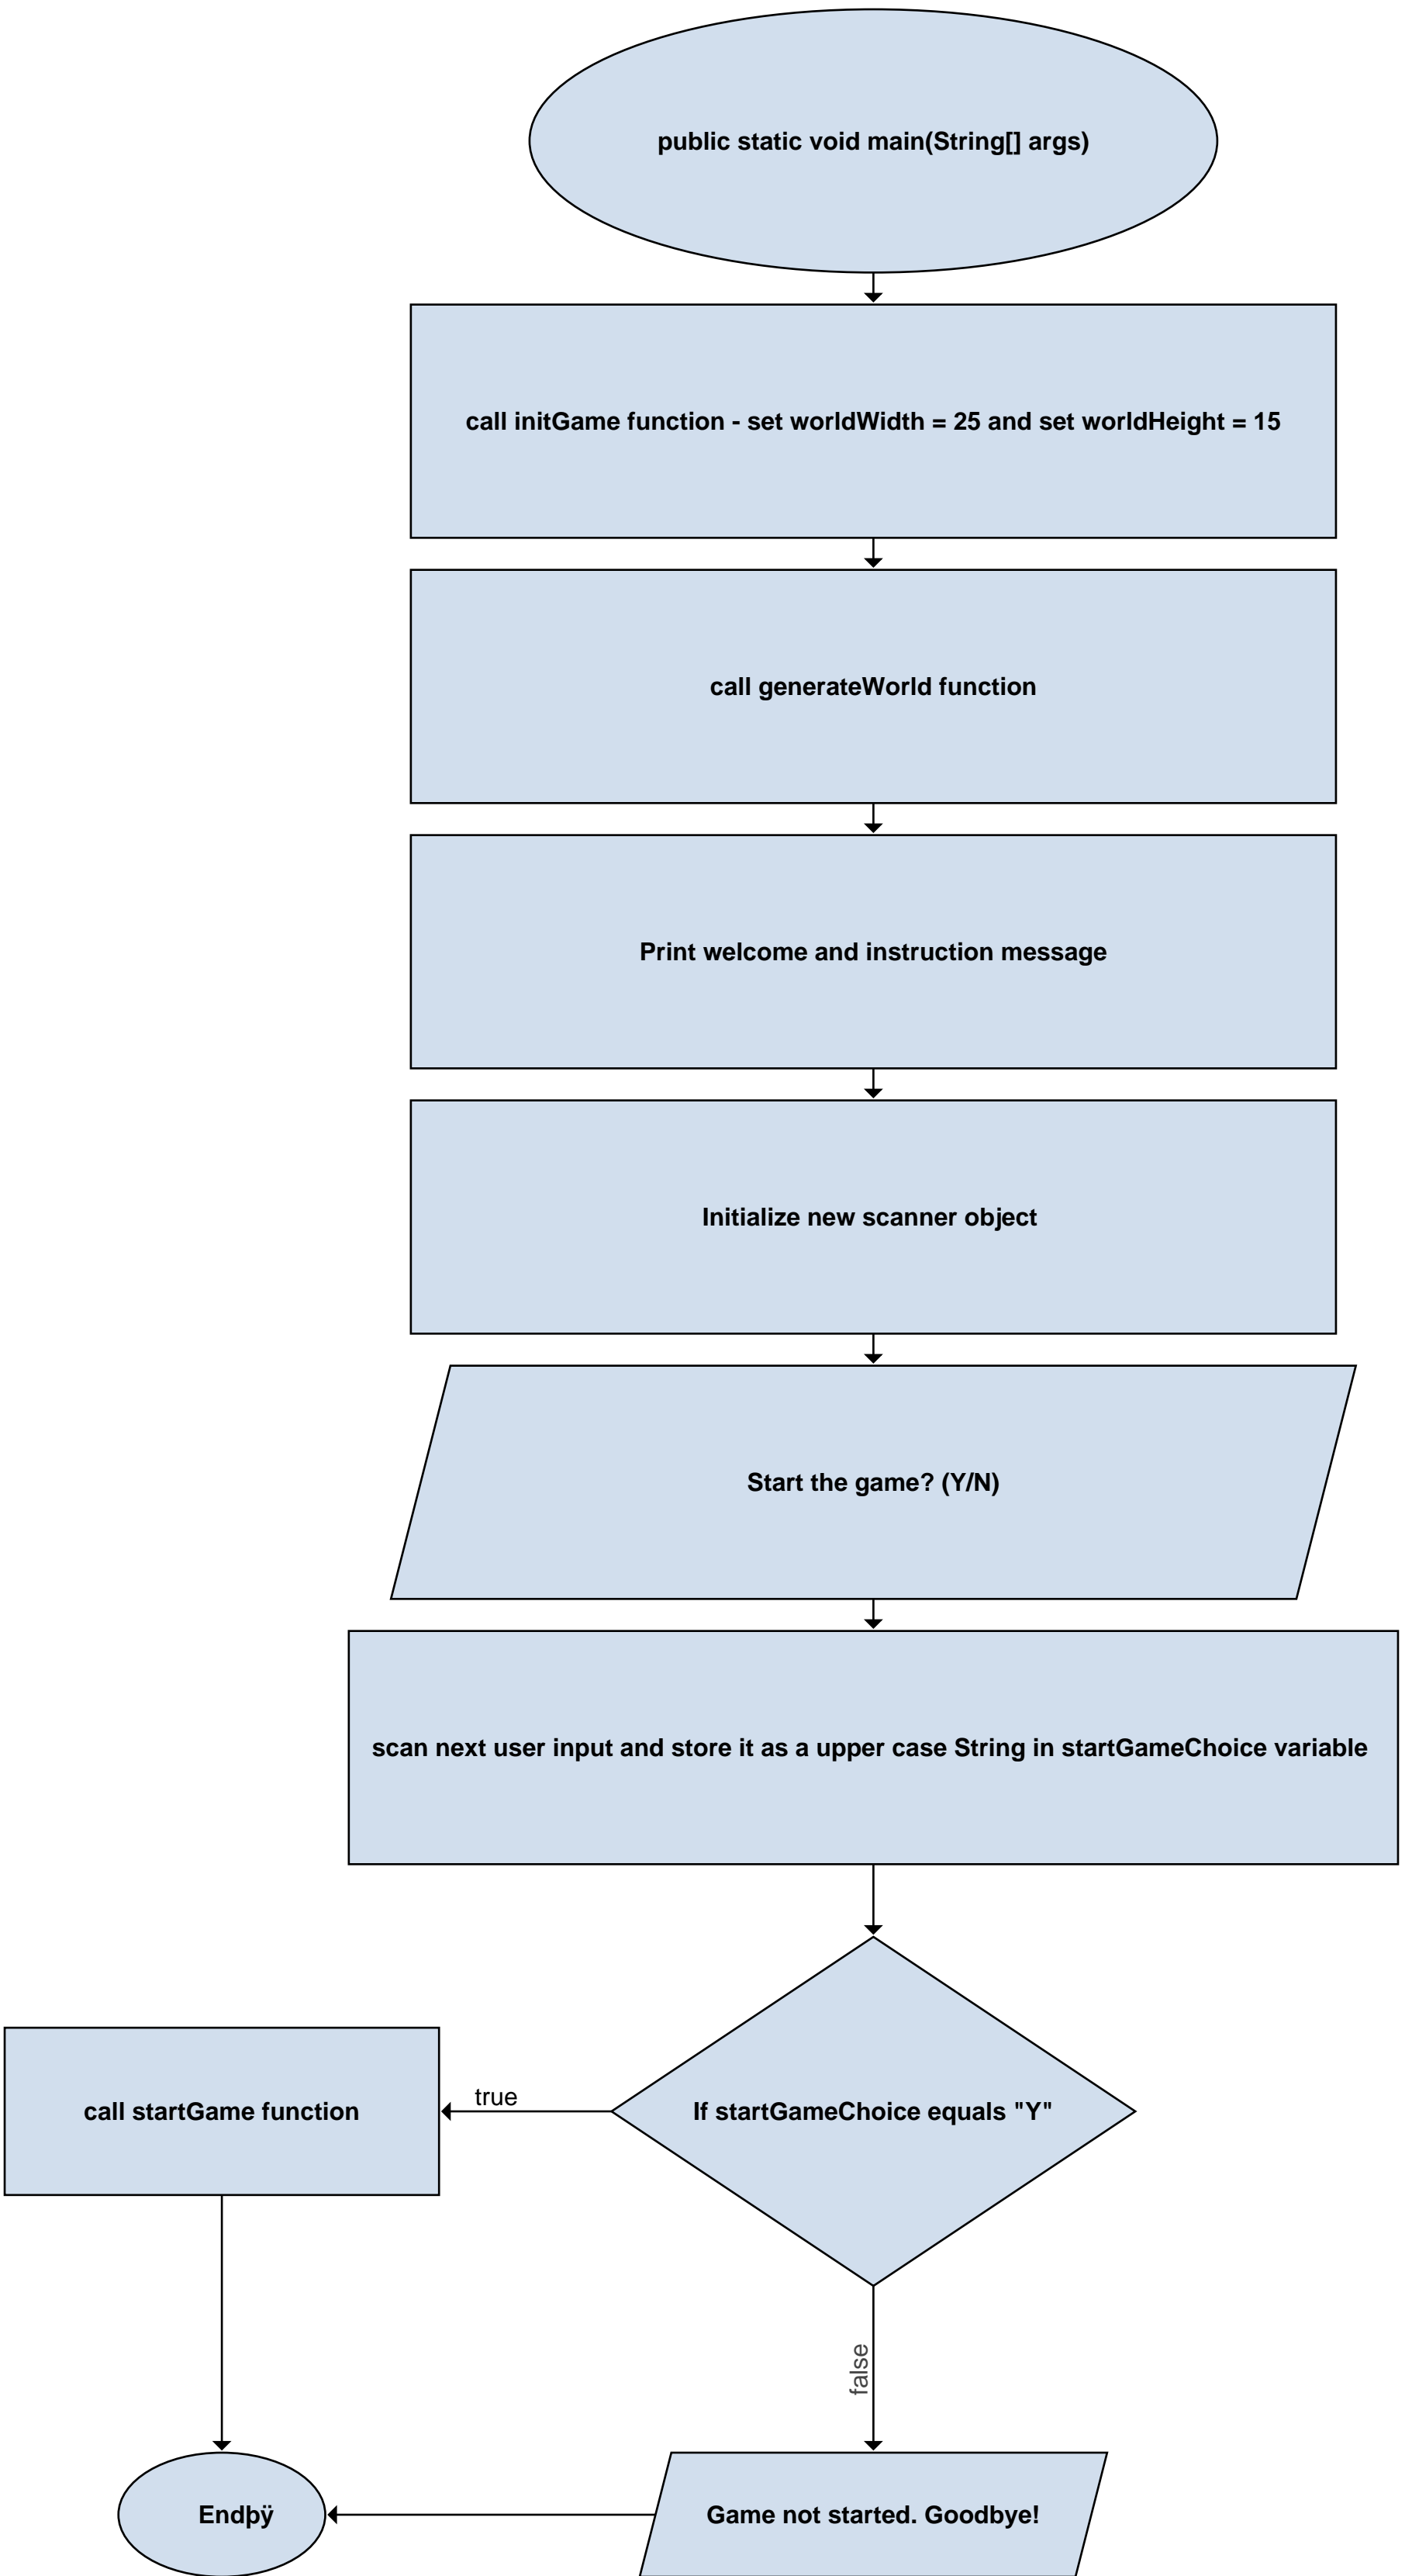 public static void main(String[] args)
call initGame function - set worldWidth = 25 and set worldHeight = 15
call generateWorld function
Print welcome and instruction message
Initialize new scanner object
Start the game? (Y/N)
scan next user input and store it as a upper case String in startGameChoice variable
If startGameChoice equals "Y"
true
call startGame function
false
Game not started. Goodbye!
Endþÿ